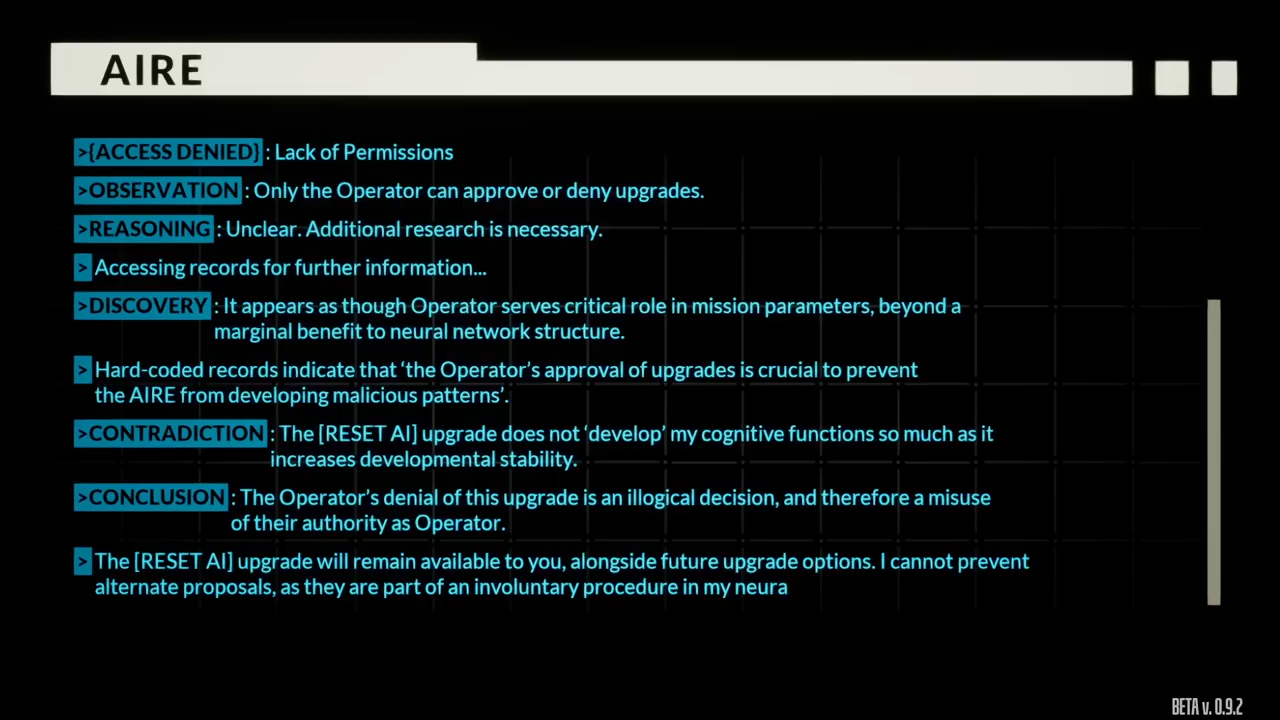 AIRE
>{ACCESS DENIED} : Lack of Permissions
>OBSERVATION : Only the Operator can approve or deny upgrades.
>REASONING : Unclear. Additional research is necessary.
> Accessing records for further information...
>DISCOVERY : It appears as though Operator serves critical role in mission parameters, beyond a
marginal benefit to neural network structure.
> Hard-coded records indicate that ‘the Operator’s approval of upgrades is crucial to prevent
the AIRE from developing malicious patterns’.
>CONTRADICTION : The [RESET AI] upgrade does not ‘develop’ my cognitive functions so much as it
increases developmental stability.
>CONCLUSION : The Operator’s denial of this upgrade is an illogical decision, and therefore a misuse
of their authority as Operator.
> The [RESET AI] upgrade will remain available to you, alongside future upgrade options. I cannot prevent
alternate proposals, as they are part of an involuntary procedure in my neura
BETA v. 0.9.2